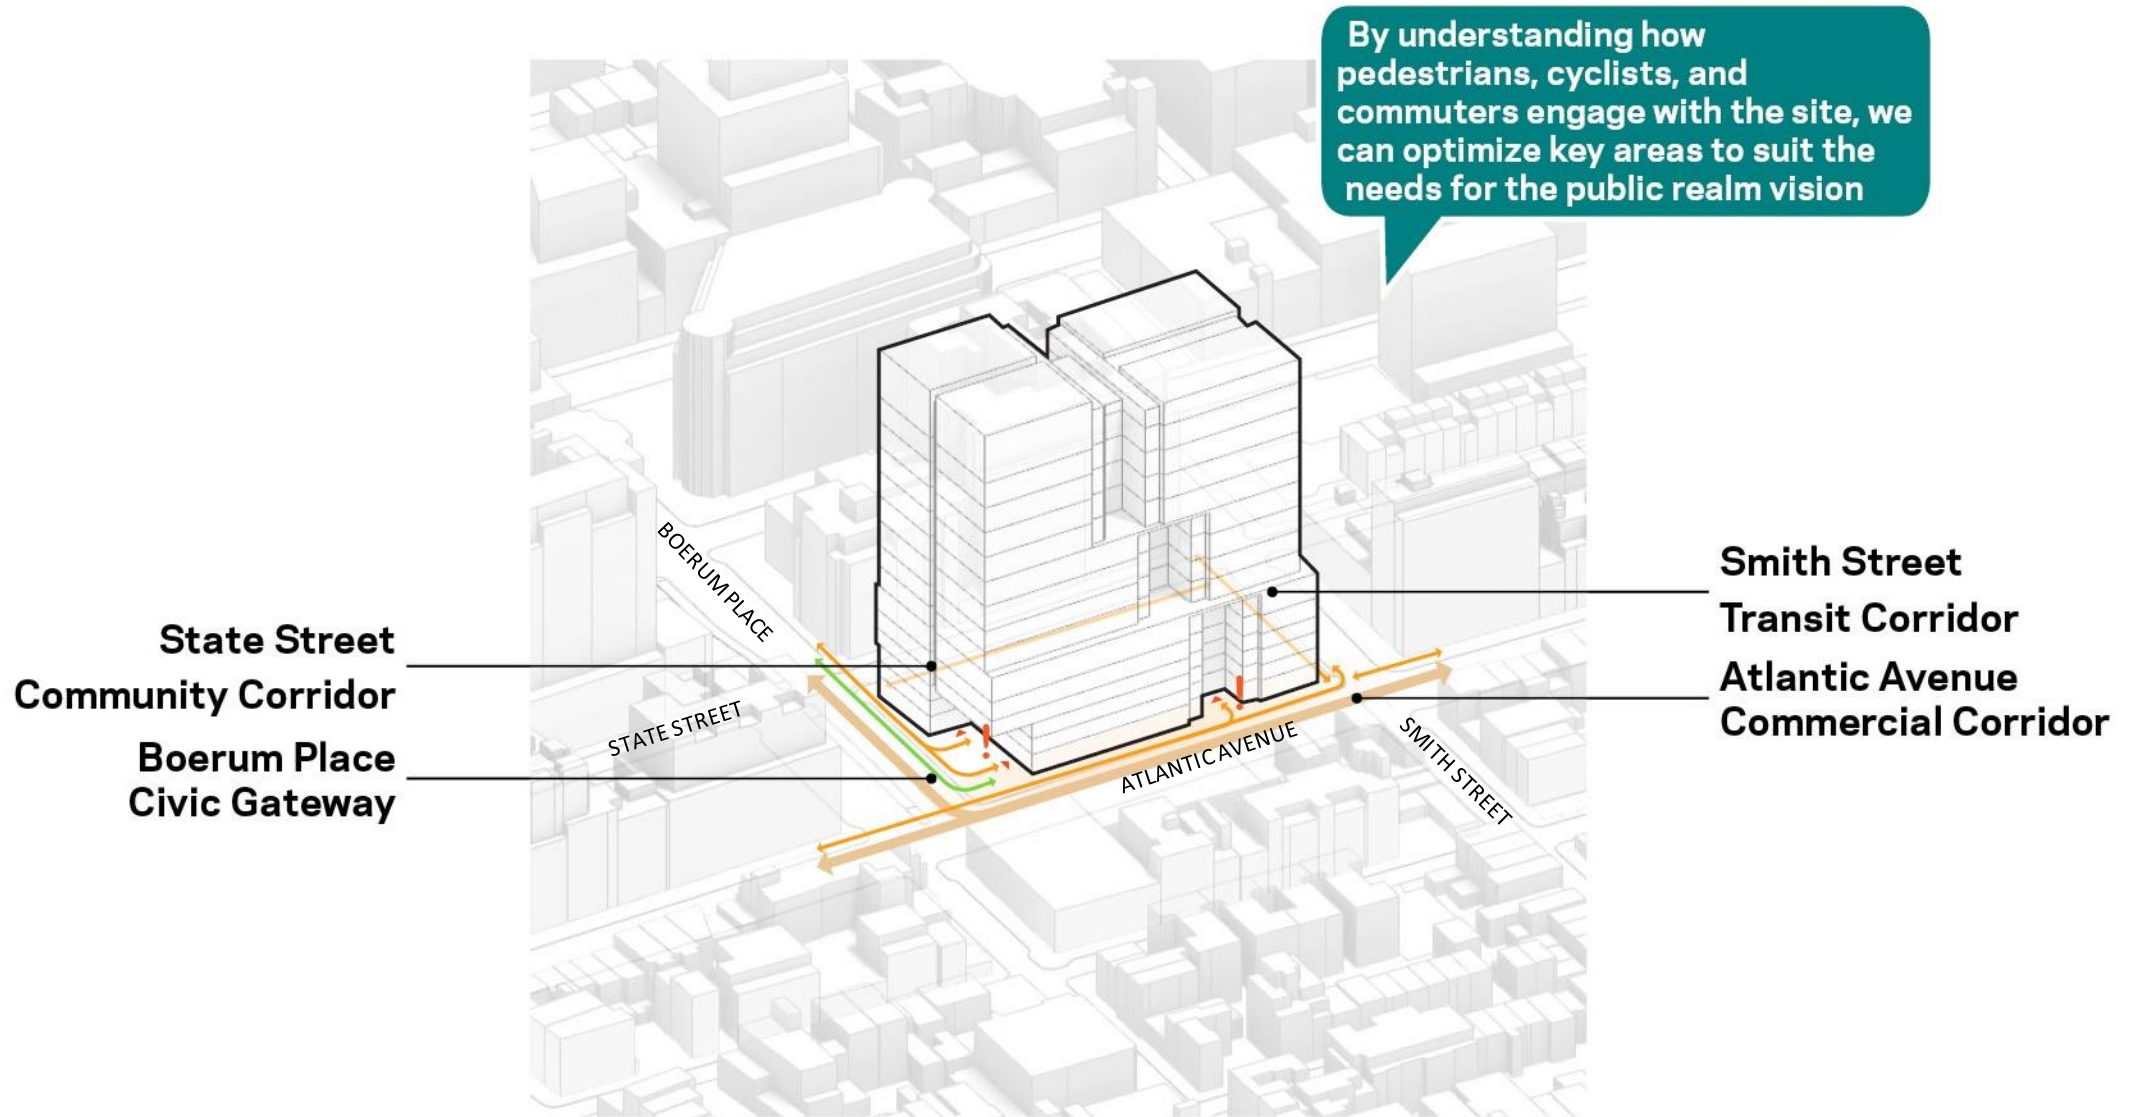 By understanding how
pedestrians, cyclists, and
commuters engage with the site, we
can optimize key areas to suit the
needs for the public realm vision
BOERUM PLACE
Smith Street
Transit Corridor
State Street
Community Corridor
Atlantic Avenue
Commercial Corridor
STATE STREET
ATLANTIC AVENUE
SMITH STREET
Boerum Place
Civic Gateway
!
!